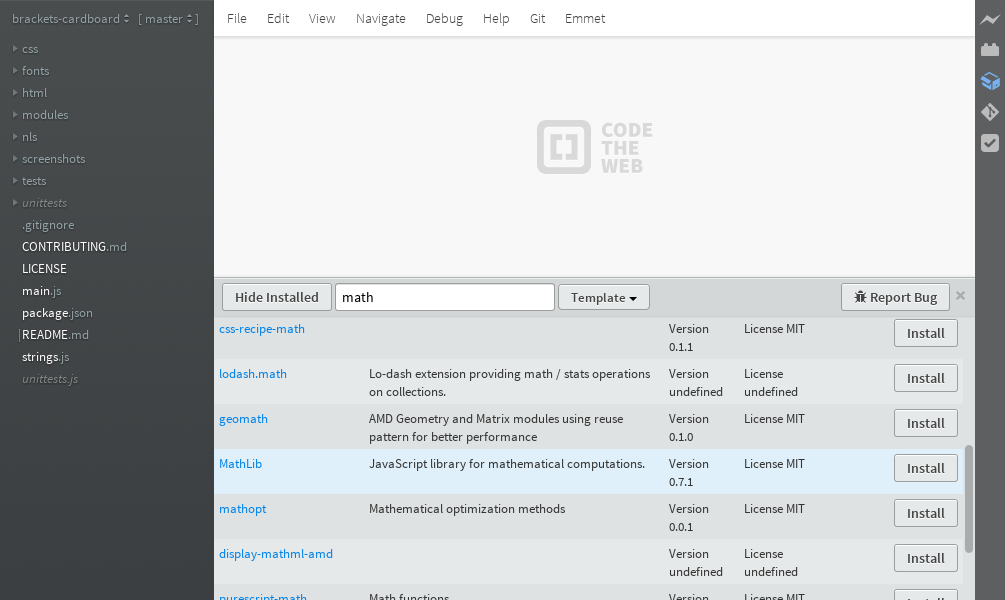 brackets-cardboard [ master ]
File Edit View Navigate Debug Help Git Emmet
css
fonts
html
modules
nls
screenshots
tests
unittests
.gitignore
CONTRIBUTING.md
LICENSE
main.js
package.json
README.md
strings.js
unittests.js
CODE
THE
WEB
Hide Installed math Template Report Bug ×
css-recipe-math Version License MIT Install
0.1.1
lodash.math Lo-dash extension providing math / stats operations Version License Install
on collections. undefined undefined
geomath AMD Geometry and Matrix modules using reuse Version License MIT Install
pattern for better performance 0.1.0
MathLib JavaScript library for mathematical computations. Version License MIT Install
0.7.1
mathopt Mathematical optimization methods Version License MIT Install
0.0.1
display-mathml-amd Version License Install
undefined undefined
purescript-math Math functions Version License MIT Install